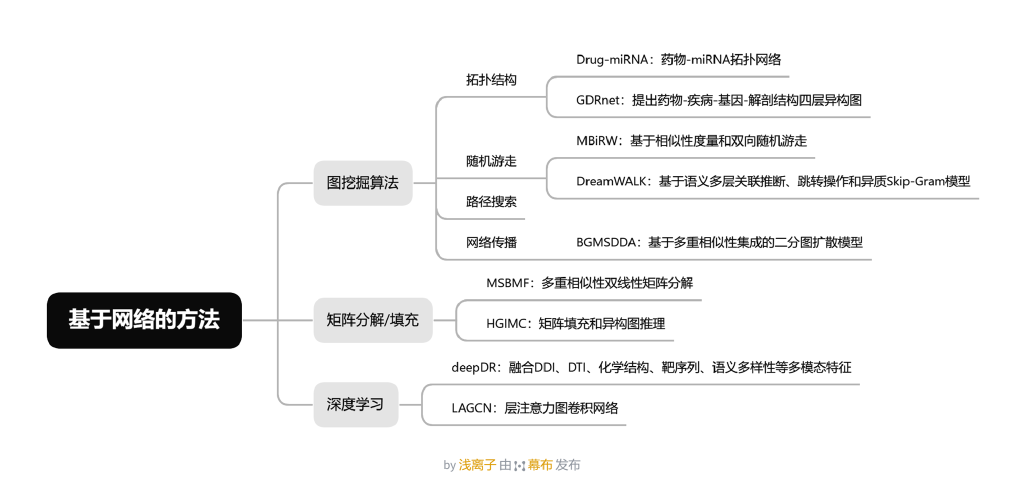 基于网络的方法
图挖掘算法
拓扑结构
Drug-miRNA：药物-miRNA拓扑网络
GDRnet：提出药物-疾病-基因-解剖结构四层异构图
随机游走
MBiRW：基于相似性度量和双向随机游走
DreamWALK：基于语义多层关联推断、跳转操作和异质Skip-Gram模型
路径搜索
网络传播
BGMSDDA：基于多重相似性集成的二分图扩散模型
矩阵分解/填充
MSBMF：多重相似性双线性矩阵分解
HGIMC：矩阵填充和异构图推理
深度学习
deepDR：融合DDI、DTI、化学结构、靶序列、语义多样性等多模态特征
LAGCN：层注意力图卷积网络
by 浅离子 由 幕布 发布